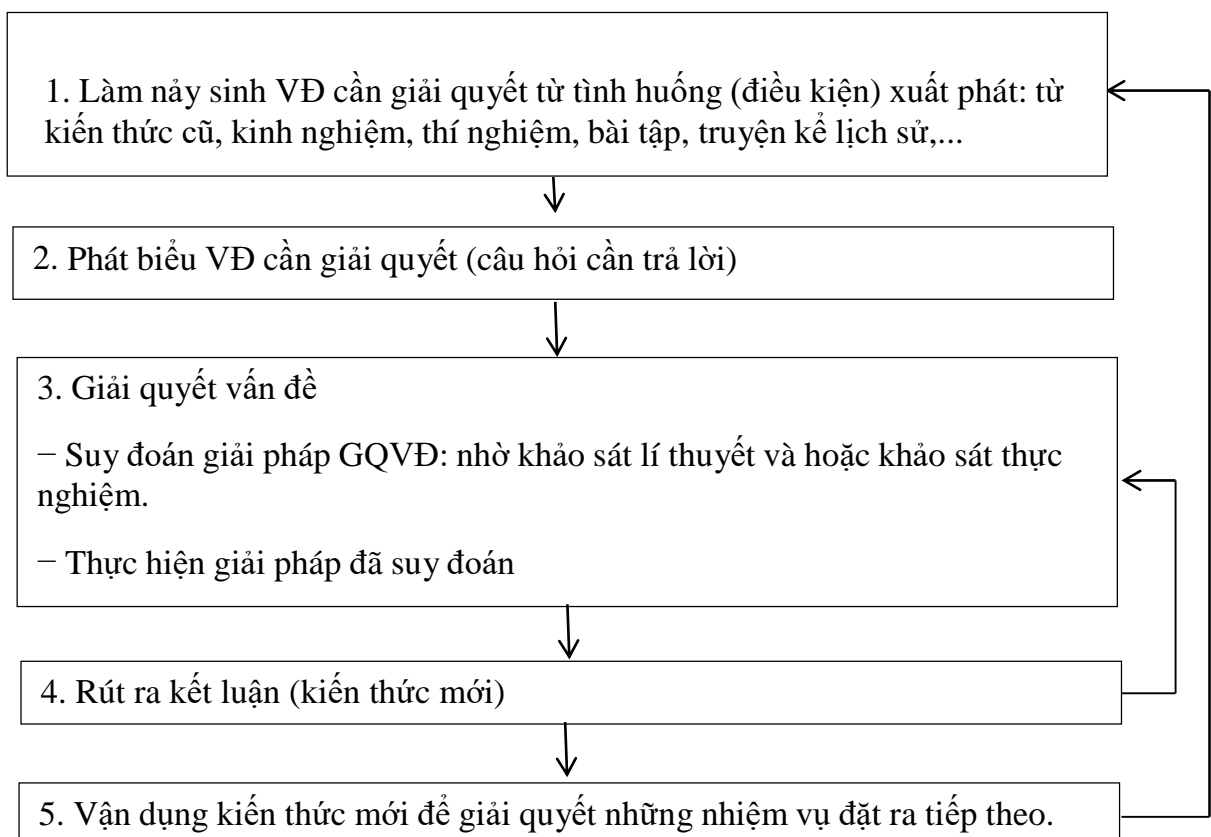 1. Làm nảy sinh VĐ cần giải quyết từ tình huống (điều kiện) xuất phát: từ
kiến thức cũ, kinh nghiệm, thí nghiệm, bài tập, truyện kể lịch sử,...
2. Phát biểu VĐ cần giải quyết (câu hỏi cần trả lời)
3. Giải quyết vấn đề
− Suy đoán giải pháp GQVĐ: nhờ khảo sát lí thuyết và hoặc khảo sát thực
nghiệm.
− Thực hiện giải pháp đã suy đoán
4. Rút ra kết luận (kiến thức mới)
5. Vận dụng kiến thức mới để giải quyết những nhiệm vụ đặt ra tiếp theo.